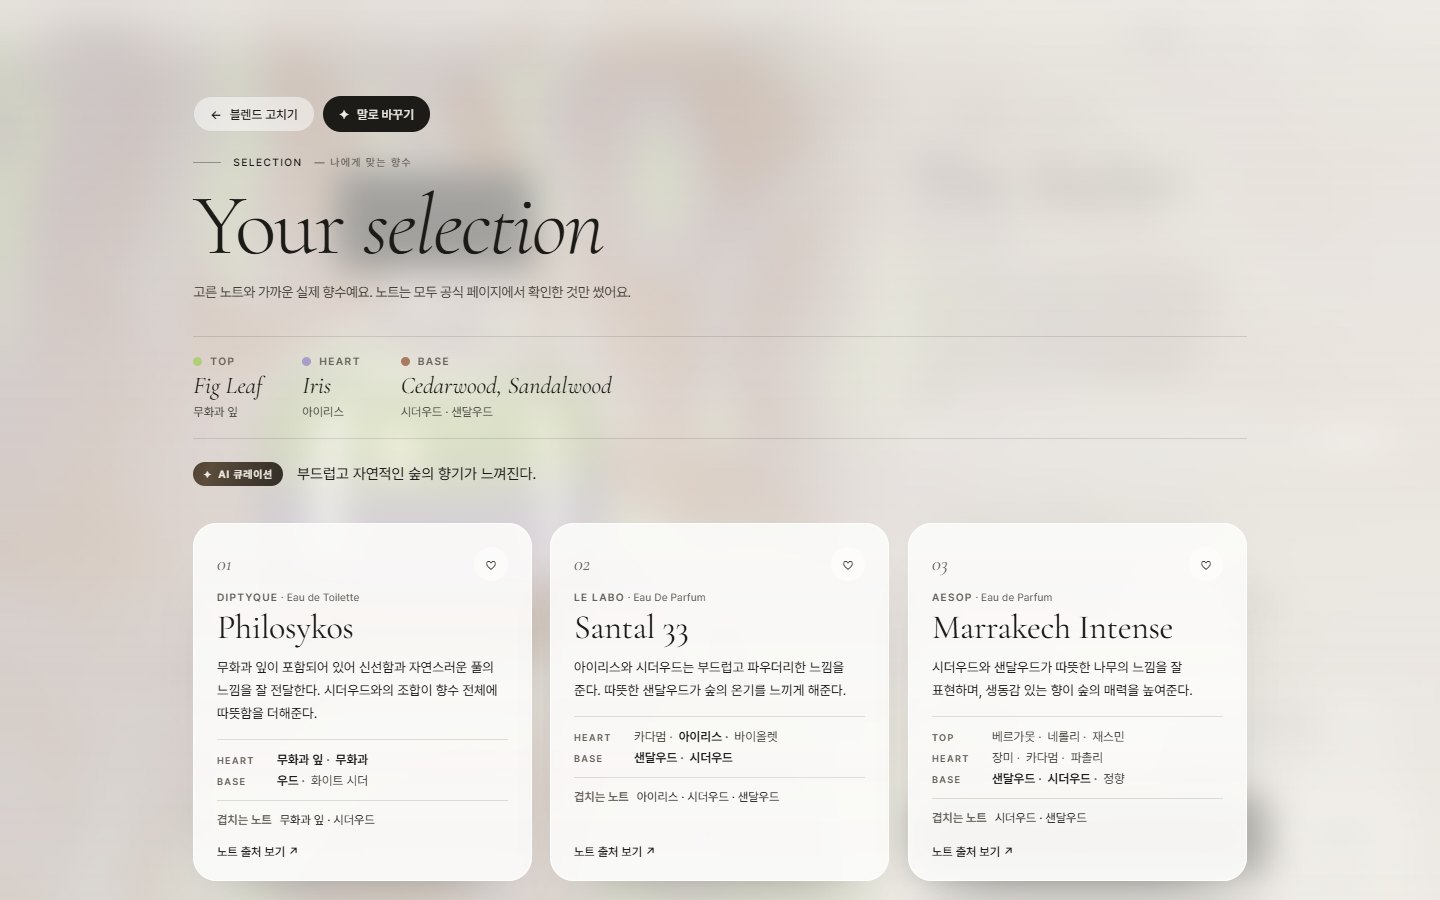 ← 블렌드 고치기
✦ 말로 바꾸기
SELECTION — 나에게 맞는 향수
Your selection
고른 노트와 가까운 실제 향수예요. 노트는 모두 공식 페이지에서 확인한 것만 썼어요.
TOP
Fig Leaf
무화과 잎
HEART
Iris
아이리스
BASE
Cedarwood, Sandalwood
시더우드 · 샌달우드
✦ AI 큐레이션
부드럽고 자연적인 숲의 향기가 느껴진다.
01
DIPTYQUE · Eau de Toilette
Philosykos
무화과 잎이 포함되어 있어 신선함과 자연스러운 풀의
느낌을 잘 전달한다. 시더우드와의 조합이 향수 전체에
따뜻함을 더해준다.
HEART 무화과 잎 · 무화과
BASE 우드 · 화이트 시더
겹치는 노트 무화과 잎 · 시더우드
노트 출처 보기 ↗
02
LE LABO · Eau De Parfum
Santal 33
아이리스와 시더우드는 부드럽고 파우더리한 느낌을
준다. 따뜻한 샌달우드가 숲의 온기를 느끼게 해준다.
HEART 카다멈 · 아이리스 · 바이올렛
BASE 샌달우드 · 시더우드
겹치는 노트 아이리스 · 시더우드 · 샌달우드
노트 출처 보기 ↗
03
AESOP · Eau de Parfum
Marrakech Intense
시더우드와 샌달우드가 따뜻한 나무의 느낌을 잘
표현하며, 생동감 있는 향이 숲의 매력을 높여준다.
TOP 베르가못 · 네롤리 · 재스민
HEART 장미 · 카다멈 · 파촐리
BASE 샌달우드 · 시더우드 · 정향
겹치는 노트 시더우드 · 샌달우드
노트 출처 보기 ↗